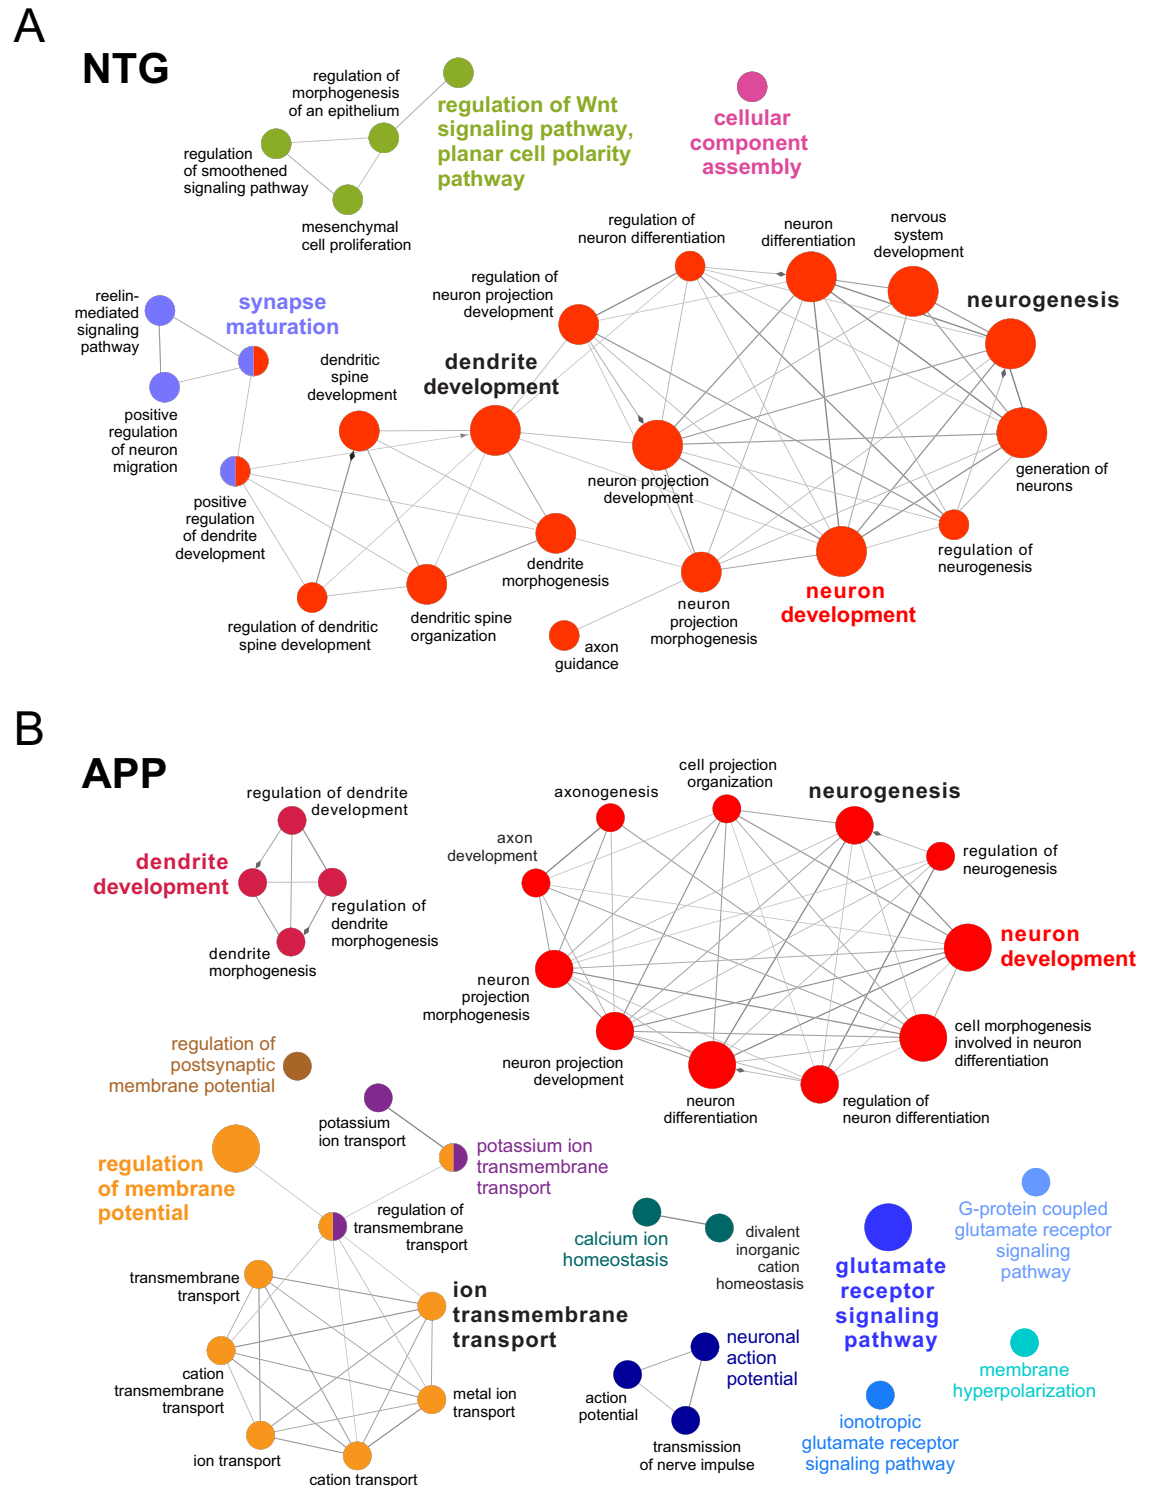 A
NTG
regulation of
morphogenesis
of an epithelium
regulation of Wnt
signaling pathway,
planar cell polarity
pathway
regulation
of smoothened
signaling pathway
mesenchymal
cell proliferation
cellular
component
assembly
regulation of
neuron differentiation
neuron
differentiation
nervous
system
development
neurogenesis
regulation of
neuron projection
development
reelin-
mediated
signaling
pathway
synapse
maturation
dendritic
spine
development
dendrite
development
positive
regulation
of neuron
migration
positive
regulation
of dendrite
development
neuron projection
development
generation of
neurons
regulation of
neurogenesis
dendrite
morphogenesis
neuron
development
regulation of dendritic
spine development
dendritic spine
organization
neuron
projection
morphogenesis
axon
guidance
B
APP
regulation of dendrite
development
dendrite
development
regulation of
dendrite
morphogenesis
dendrite
morphogenesis
axonogenesis
cell projection
organization
neurogenesis
axon
development
regulation of
neurogenesis
neuron
development
neuron
projection
morphogenesis
cell morphogenesis
involved in neuron
differentiation
neuron projection
development
neuron
differentiation
regulation of
neuron differentiation
regulation of
postsynaptic
membrane potential
potassium
ion transport
potassium ion
transmembrane
transport
regulation
of membrane
potential
regulation of
transmembrane
transport
transmembrane
transport
ion
transmembrane
transport
cation
transmembrane
transport
metal ion
transport
ion transport
cation transport
calcium ion
homeostasis
divalent
inorganic
cation
homeostasis
glutamate
receptor
signaling
pathway
G-protein coupled
glutamate receptor
signaling
pathway
neuronal
action
potential
action
potential
transmission
of nerve impulse
membrane
hyperpolarization
ionotropic
glutamate receptor
signaling pathway